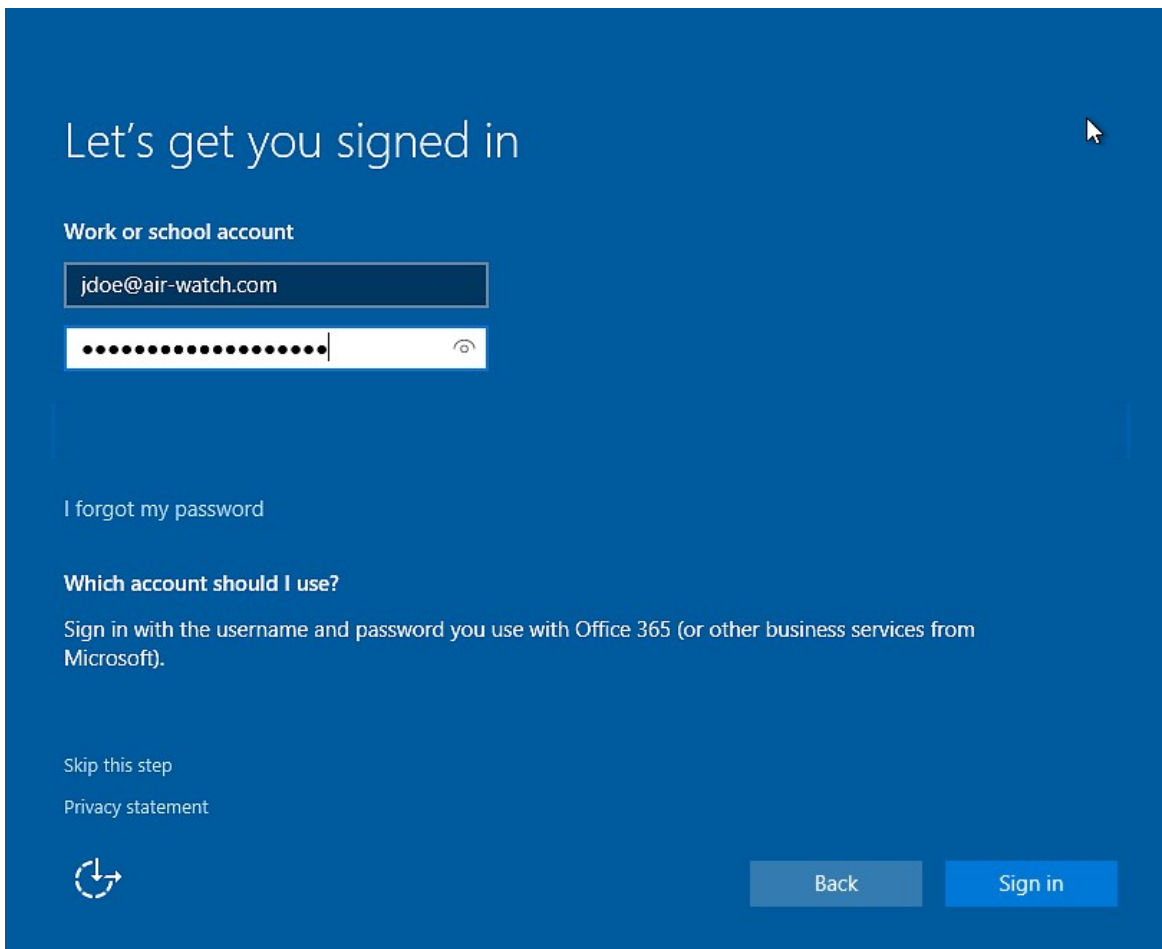 Let's get you signed in
Work or school account
jdoe@air-watch.com
●●●●●●●●●●●●●●●●●●●
I forgot my password
Which account should I use?
Sign in with the username and password you use with Office 365 (or other business services from
Microsoft).
Skip this step
Privacy statement
Back
Sign in